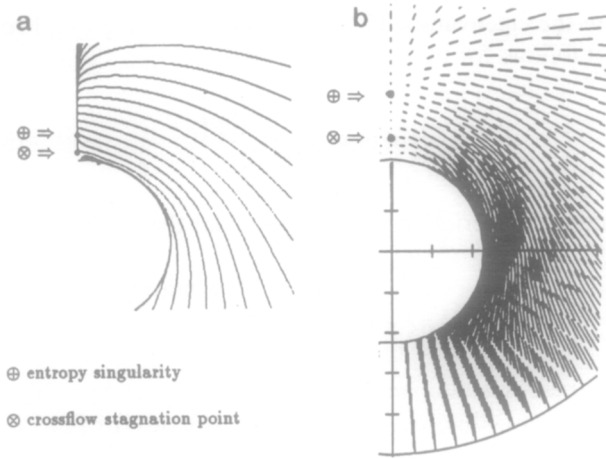 a
b
⊕ ⇒
⊗ ⇒
⊕ ⇒
⊗ ⇒
⊕ entropy singularity
⊗ crossflow stagnation point